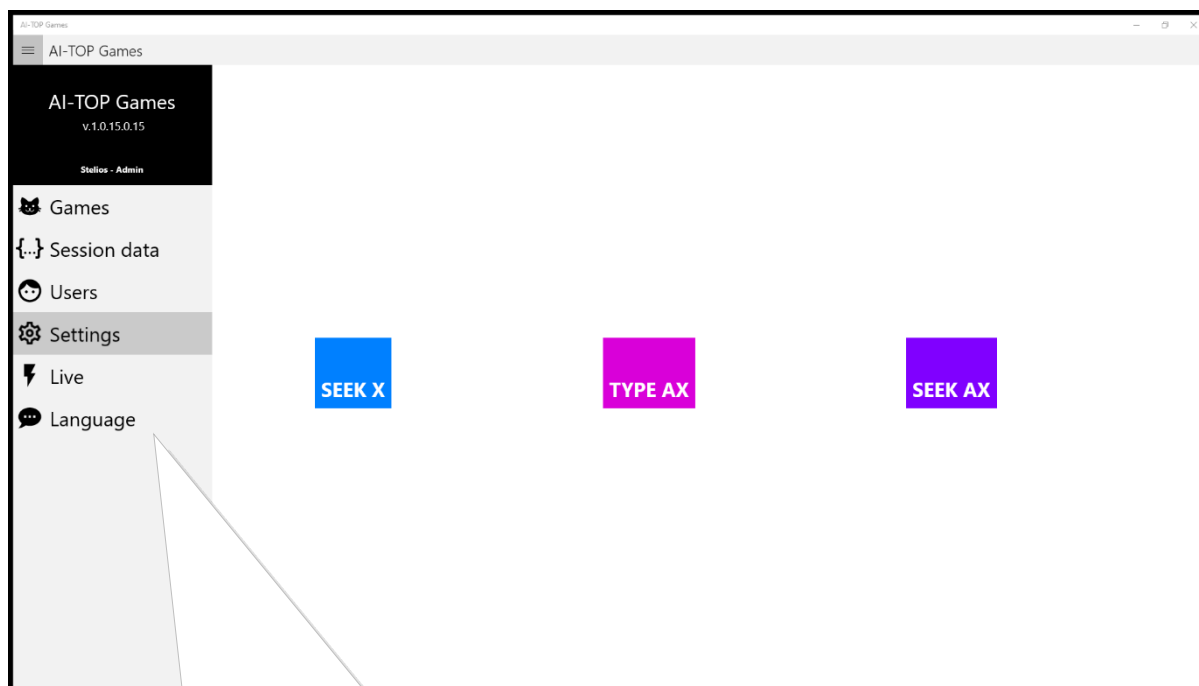 AI-TOP Games
AI-TOP Games
AI-TOP Games
v.1.0.15.0.15
Stelios - Admin
Games
{...} Session data
Users
Settings
Live
Language
SEEK X
TYPE AX
SEEK AX